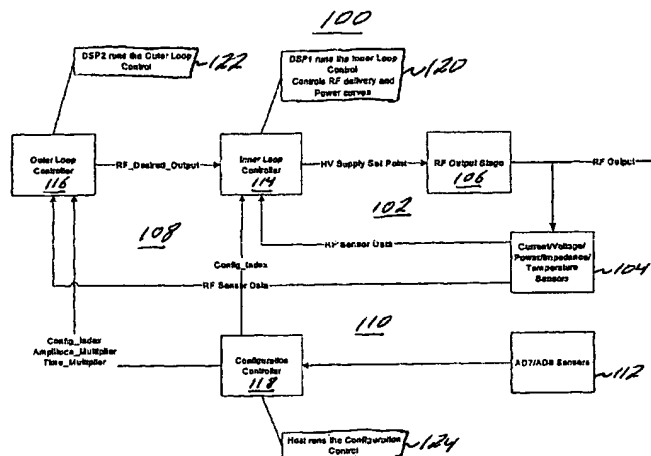 100
DSP2 runs the Outer Loop
Control
122
DSP1 runs the Inner Loop
Control
Controls RF delivery and
Power curves
120
Outer Loop
Controller
116
RF_Desired_Output
Inner Loop
Controller
114
HV Supply Set Point
RF Output Stage
106
RF Output
102
108
RF Sensor Data
Current/Voltage/
Power/Impedance/
Temperature
Sensors
104
Config_Index
RF Sensor Data
110
Config_Index
Amplitude_Multiplier
Time_Multiplier
Configuration
Controller
118
AD7/AD8 Sensors
112
Host runs the Configuration
Control
124